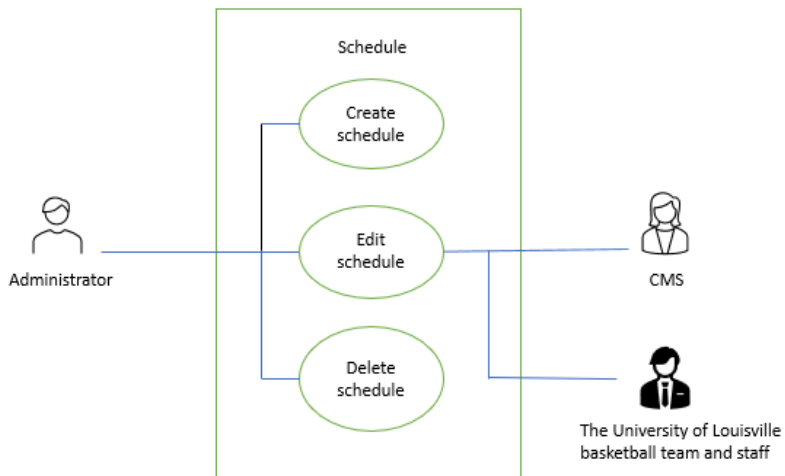 Schedule
Create
schedule
Administrator
Edit
schedule
CMS
Delete
schedule
The University of Louisville
basketball team and staff